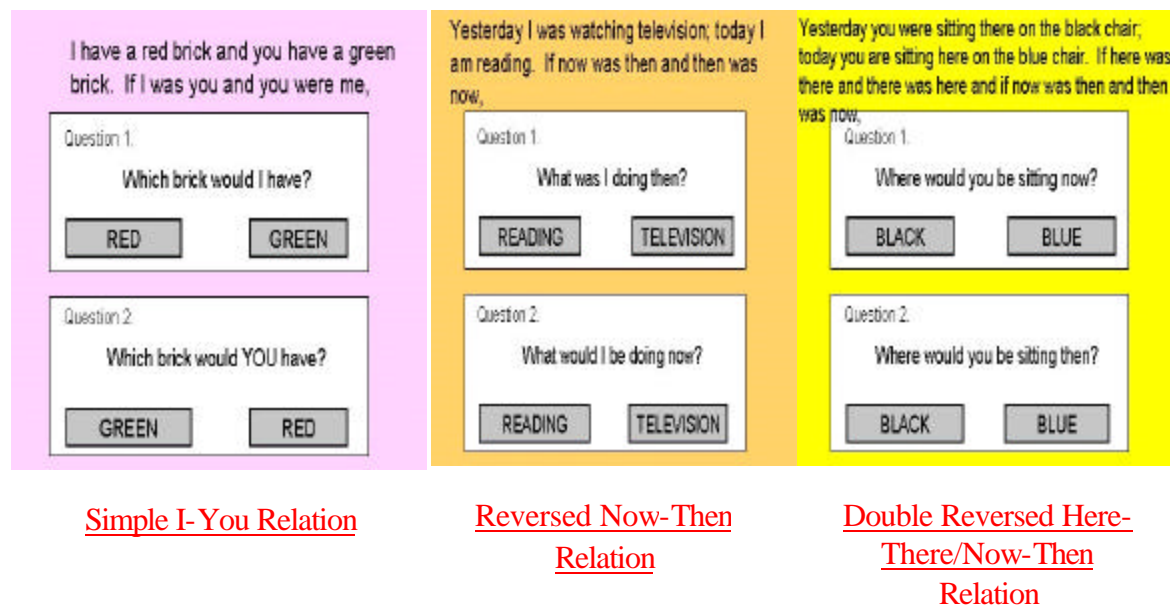 I have a red brick and you have a green
brick. If I was you and you were me,
Question 1.
Which brick would I have?
RED
GREEN
Question 2.
Which brick would YOU have?
GREEN
RED
Simple I-You Relation
Yesterday I was watching television; today I
am reading. If now was then and then was
now,
Question 1.
What was I doing then?
READING
TELEVISION
Question 2.
What would I be doing now?
READING
TELEVISION
Reversed Now-Then
Relation
Yesterday you were sitting there on the black chair;
today you are sitting here on the blue chair. If here was
there and there was here and if now was then and then
was now,
Question 1.
Where would you be sitting now?
BLACK
BLUE
Question 2.
Where would you be sitting then?
BLACK
BLUE
Double Reversed Here-
There/Now-Then
Relation